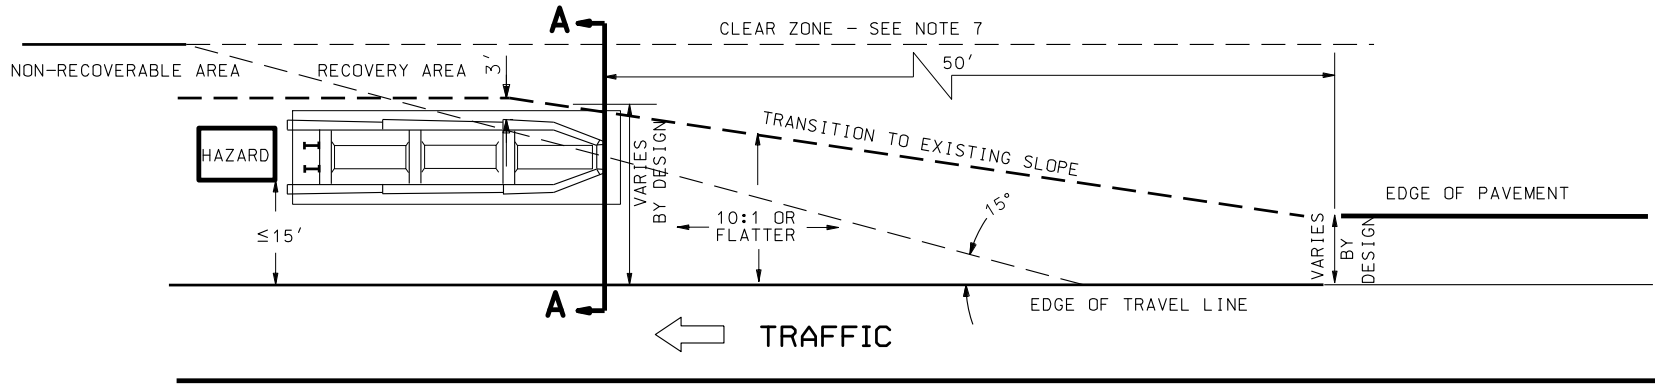 A
CLEAR ZONE - SEE NOTE 7
NON-RECOVERABLE AREA
RECOVERY AREA
3'
50'
TRANSITION TO EXISTING SLOPE
HAZARD
VARIES
BY DESIGN
10:1 OR
FLATTER
15°
EDGE OF PAVEMENT
≤15'
VARIES
BY
DESIGN
A
EDGE OF TRAVEL LINE
TRAFFIC